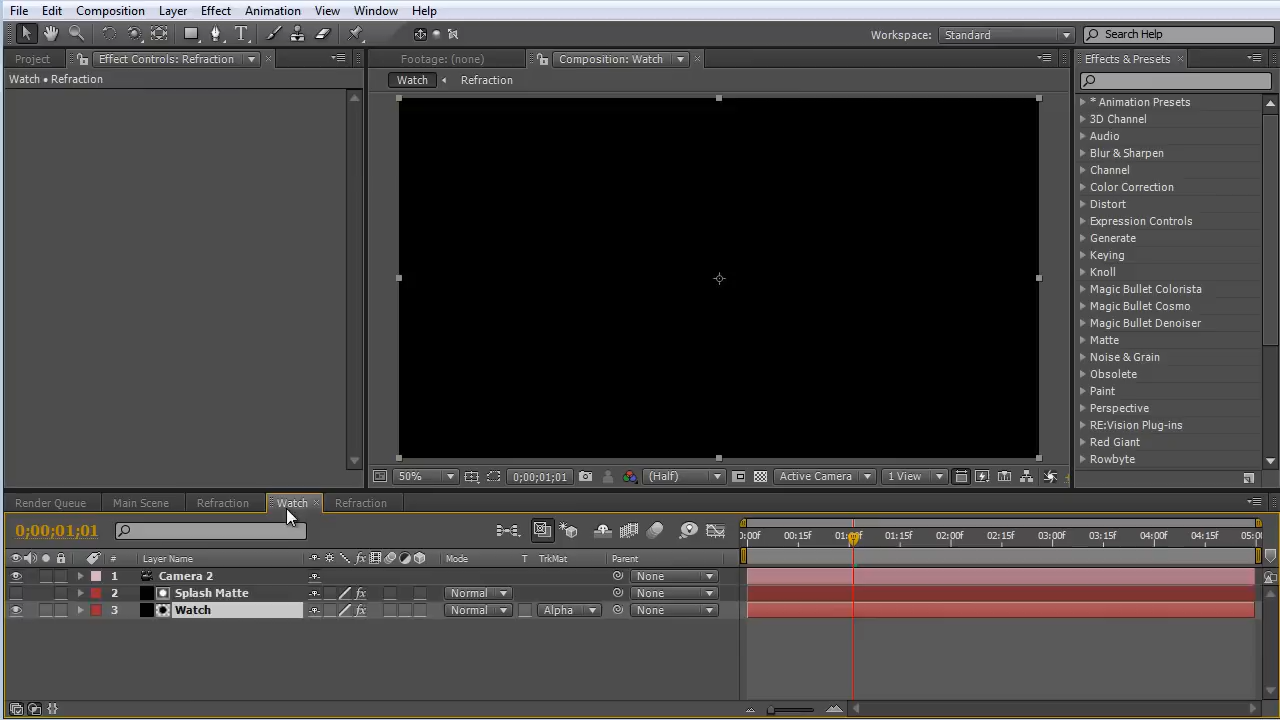 File Edit Composition Layer Effect Animation View Window Help
Workspace: Standard Search Help
Project Effect Controls: Refraction Footage: (none) Composition: Watch Effects & Presets
Watch • Refraction
Watch Refraction
* Animation Presets
3D Channel
Audio
Blur & Sharpen
Channel
Color Correction
Distort
Expression Controls
Generate
Keying
Knoll
Magic Bullet Colorista
Magic Bullet Cosmo
Magic Bullet Denoiser
Matte
Noise & Grain
Obsolete
Paint
Perspective
RE:Vision Plug-ins
Red Giant
Rowbyte
50% 0;00;01;01 (Half) Active Camera 1 View
Render Queue Main Scene Refraction Watch Refraction
0;00;01;01
:00f 00:15f 01:00f 01:15f 02:00f 02:15f 03:00f 03:15f 04:00f 04:15f 05:0
# Layer Name fx Mode T TrkMat Parent
1 Camera 2 None
2 Splash Matte fx Normal None
3 Watch fx Normal Alpha None